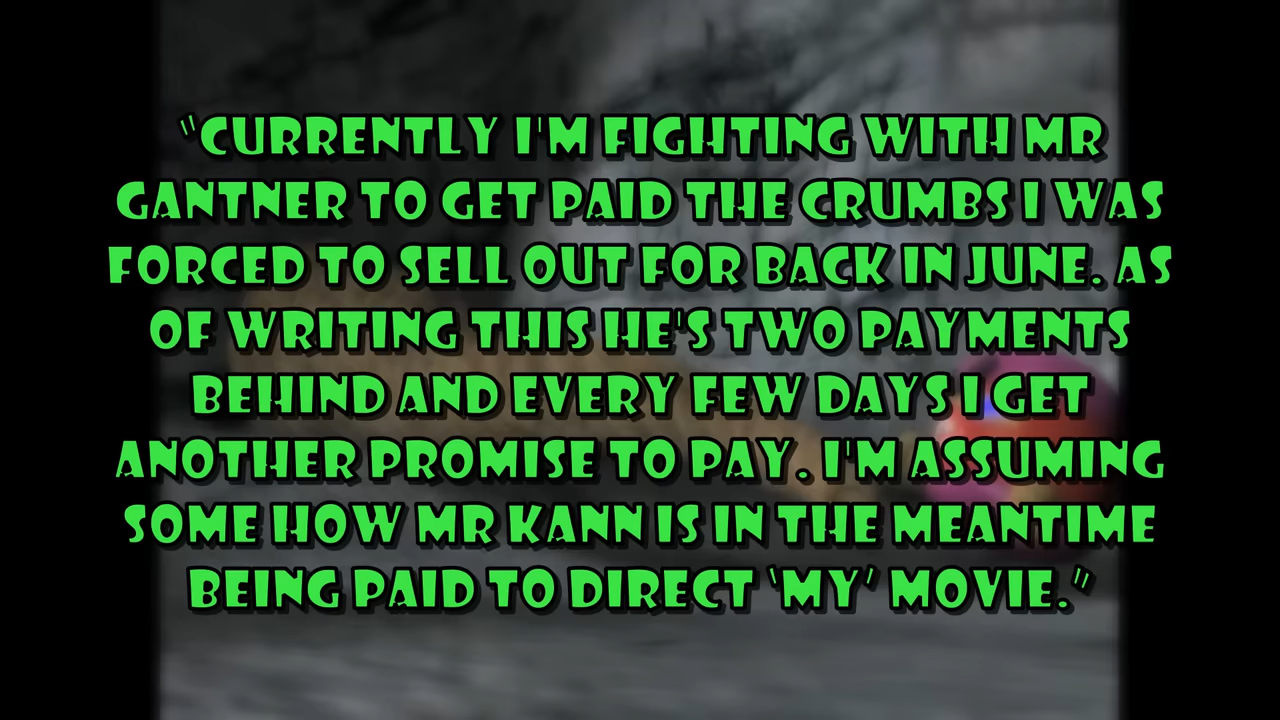 "CURRENTLY I'M FIGHTING WITH MR
GANTNER TO GET PAID THE CRUMBS I WAS
FORCED TO SELL OUT FOR BACK IN JUNE. AS
OF WRITING THIS HE'S TWO PAYMENTS
BEHIND AND EVERY FEW DAYS I GET
ANOTHER PROMISE TO PAY. I'M ASSUMING
SOME HOW MR KANN IS IN THE MEANTIME
BEING PAID TO DIRECT 'MY' MOVIE."